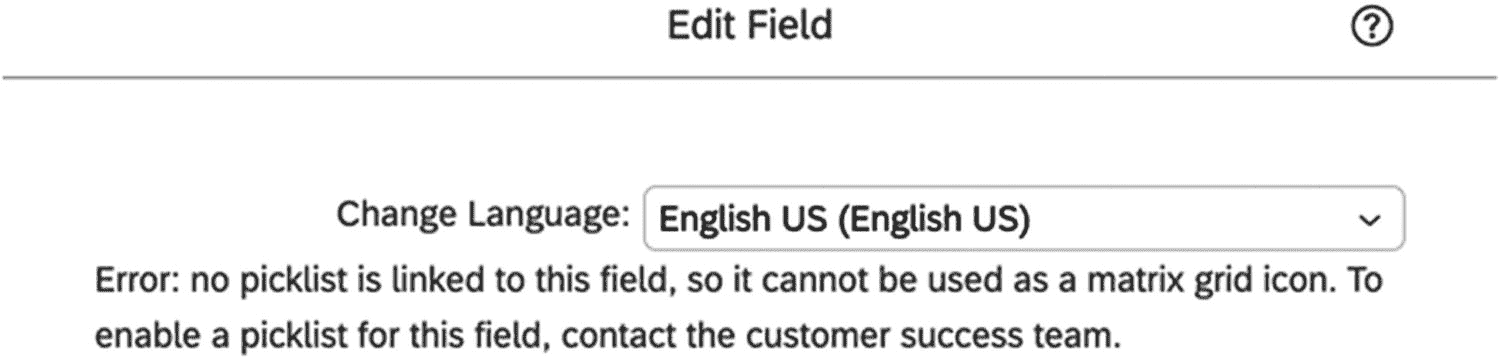 Edit Field
Change Language: English US (English US)
Error: no picklist is linked to this field, so it cannot be used as a matrix grid icon. To
enable a picklist for this field, contact the customer success team.